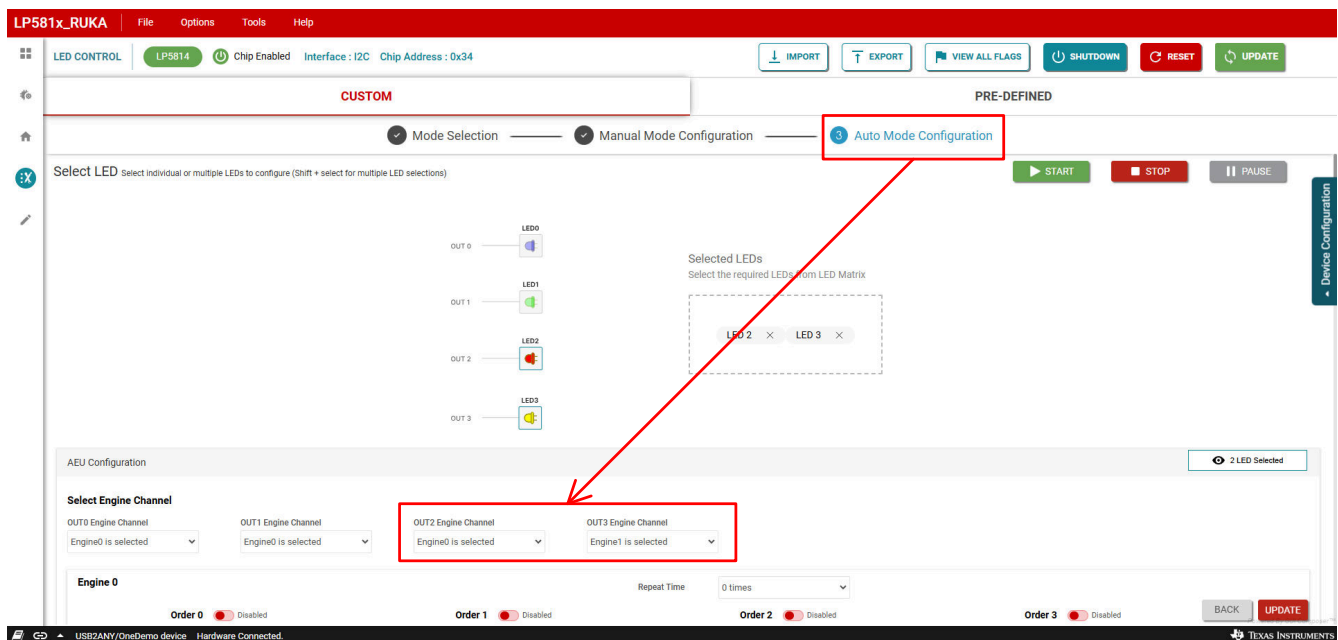 LP581x_RUKA File Options Tools Help
LED CONTROL LP5814 Chip Enabled Interface : I2C Chip Address : 0x34 IMPORT EXPORT VIEW ALL FLAGS SHUTDOWN RESET UPDATE
CUSTOM PRE-DEFINED
Mode Selection Manual Mode Configuration 3 Auto Mode Configuration
Select LED Select individual or multiple LEDs to configure (Shift + select for multiple LED selections) START STOP PAUSE
Device Configuration
LED0
OUT 0
Selected LEDs
Select the required LEDs from LED Matrix
LED1
OUT 1
LED 2 × LED 3 ×
LED2
OUT 2
LED3
OUT 3
AEU Configuration 2 LED Selected
Select Engine Channel
OUT0 Engine Channel OUT1 Engine Channel OUT2 Engine Channel OUT3 Engine Channel
Engine0 is selected Engine0 is selected Engine0 is selected Engine1 is selected
Engine 0 Repeat Time 0 times
Order 0 Disabled Order 1 Disabled Order 2 Disabled Order 3 Disabled BACK UPDATE
USB2ANY/OneDemo device Hardware Connected. TEXAS INSTRUMENTS